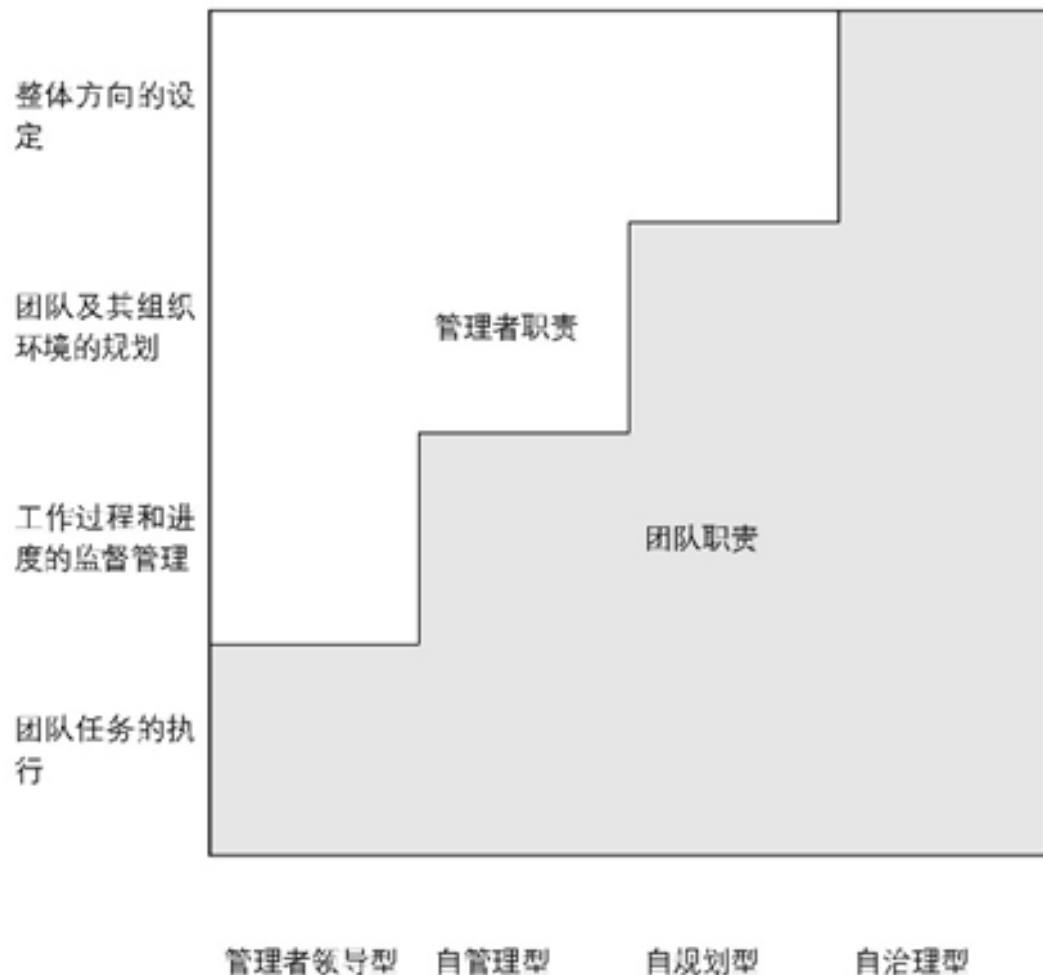 整体方向的设
定
团队及其组织
环境的规划
管理者职责
工作过程和进
度的监督管理
团队职责
团队任务的执
行
管理者领导型 自管理型 自规划型 自治理型